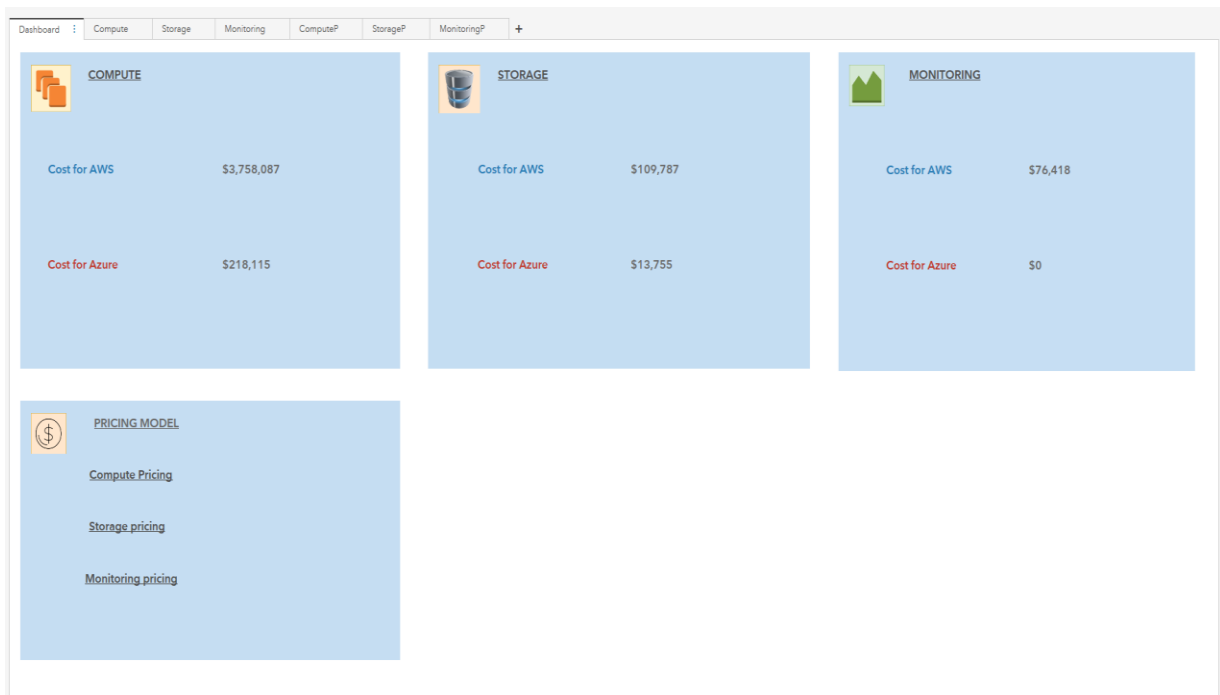 Dashboard Compute Storage Monitoring ComputeP StorageP MonitoringP +
COMPUTE
Cost for AWS $3,758,087
Cost for Azure $218,115
STORAGE
Cost for AWS $109,787
Cost for Azure $13,755
MONITORING
Cost for AWS $76,418
Cost for Azure $0
$
PRICING MODEL
Compute Pricing
Storage pricing
Monitoring pricing